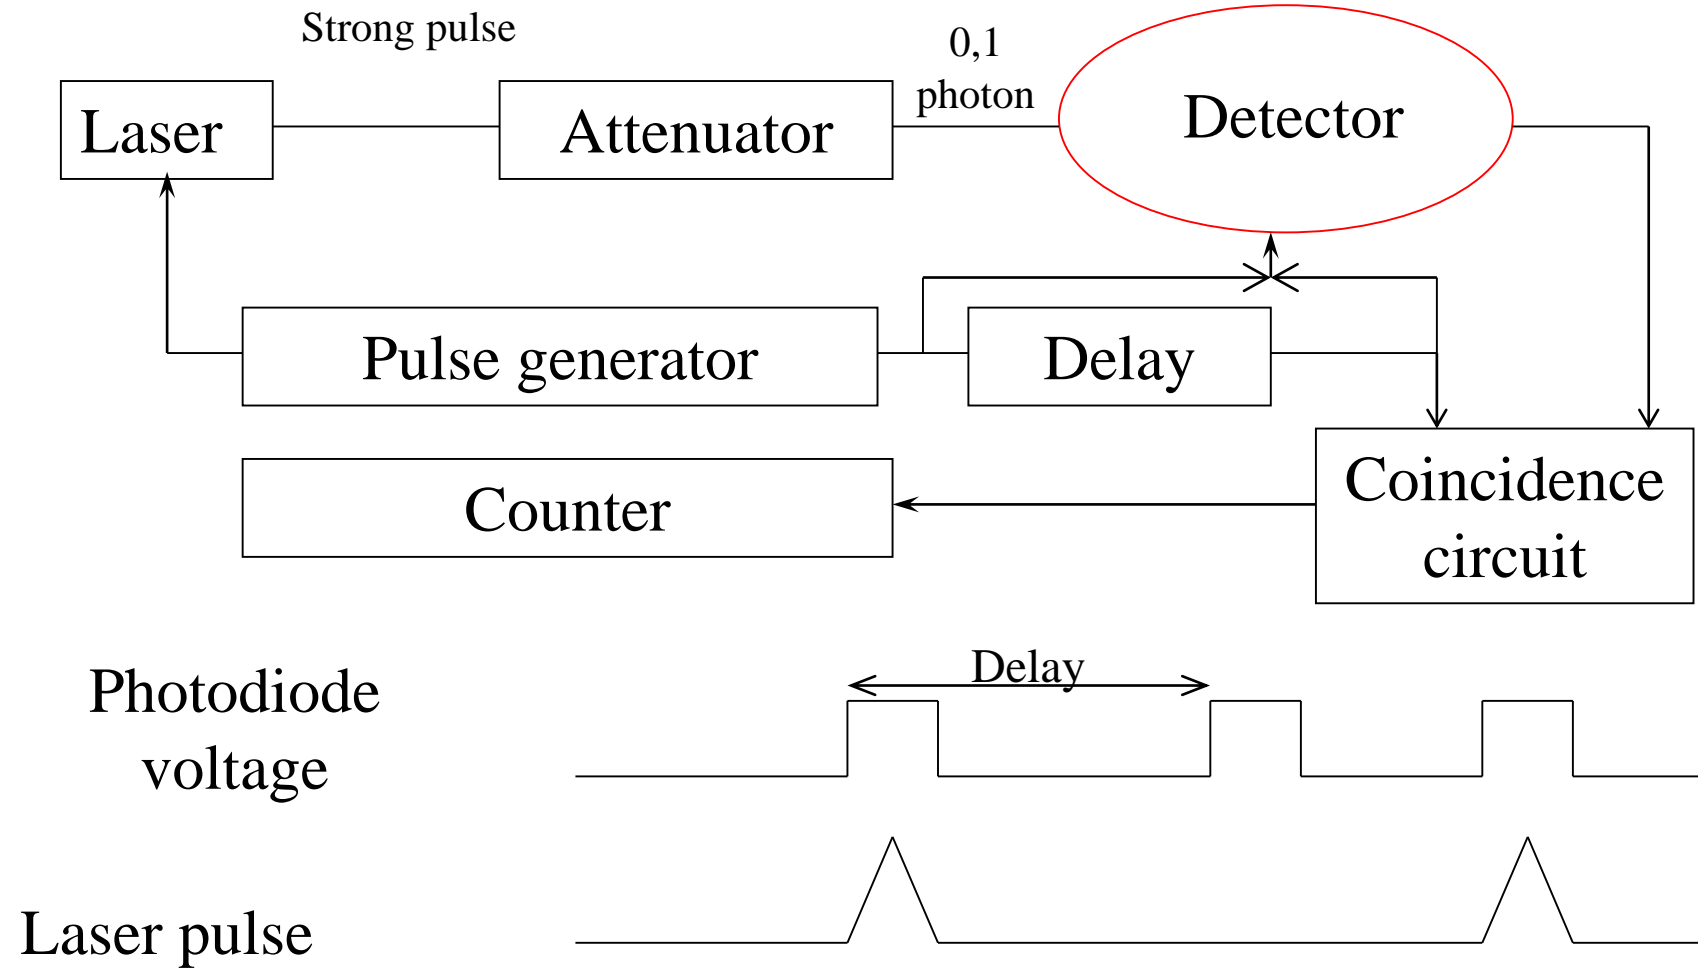 Strong pulse
0,1
photon
Laser
Attenuator
Detector
Pulse generator
Delay
Counter
Coincidence
circuit
Delay
Photodiode
voltage
Laser pulse